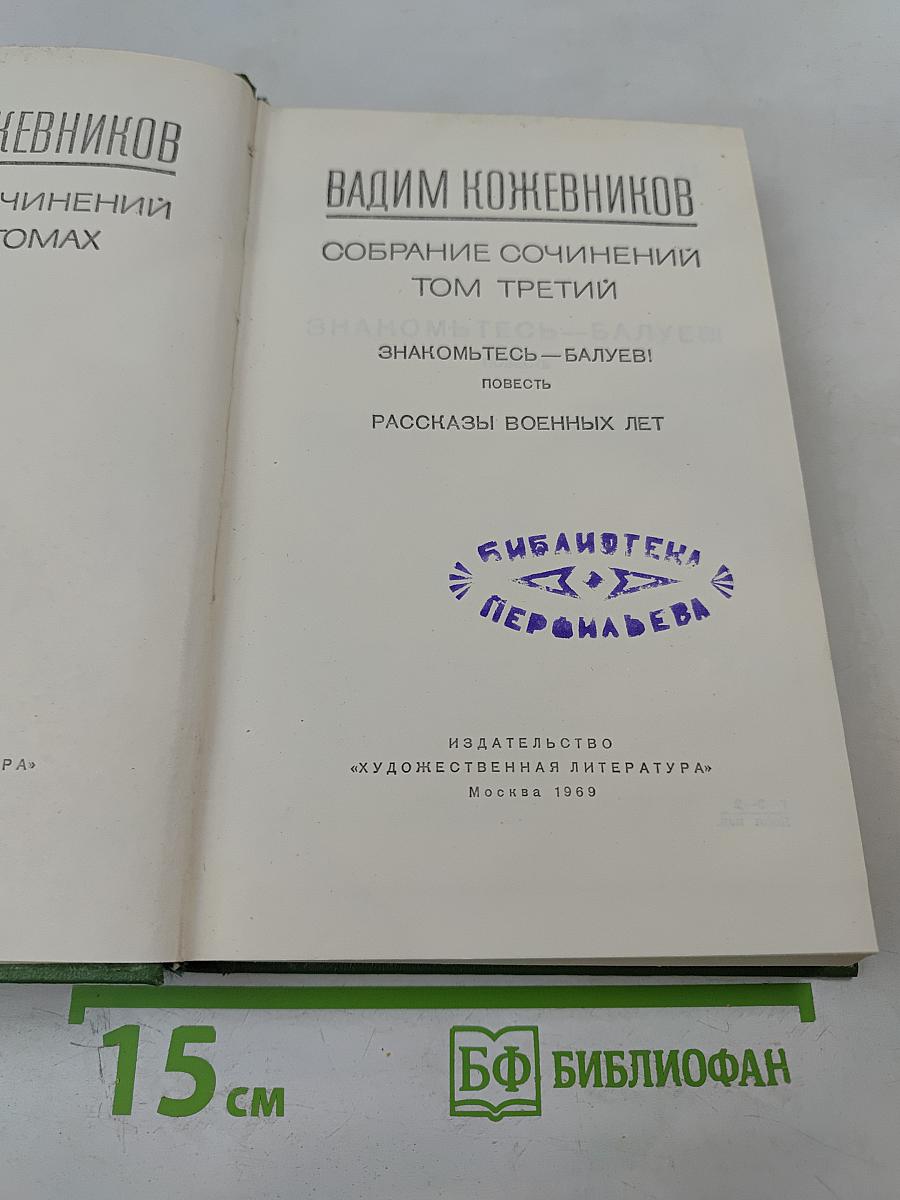 ЖЕВНИКОВ
ЧИНЕНИЙ
ТОМАХ
РА»
ВАДИМ КОЖЕВНИКОВ
СОБРАНИЕ СОЧИНЕНИЙ
ТОМ ТРЕТИЙ
ЗНАКОМЬТЕСЬ — БАЛУЕВ!
ПОВЕСТЬ
РАССКАЗЫ ВОЕННЫХ ЛЕТ
БИБЛИОТЕКА
ПЕРФИЛЬЕВА
ИЗДАТЕЛЬСТВО
«ХУДОЖЕСТВЕННАЯ ЛИТЕРАТУРА»
Москва 1969
15 см
БФ БИБЛИОФАН